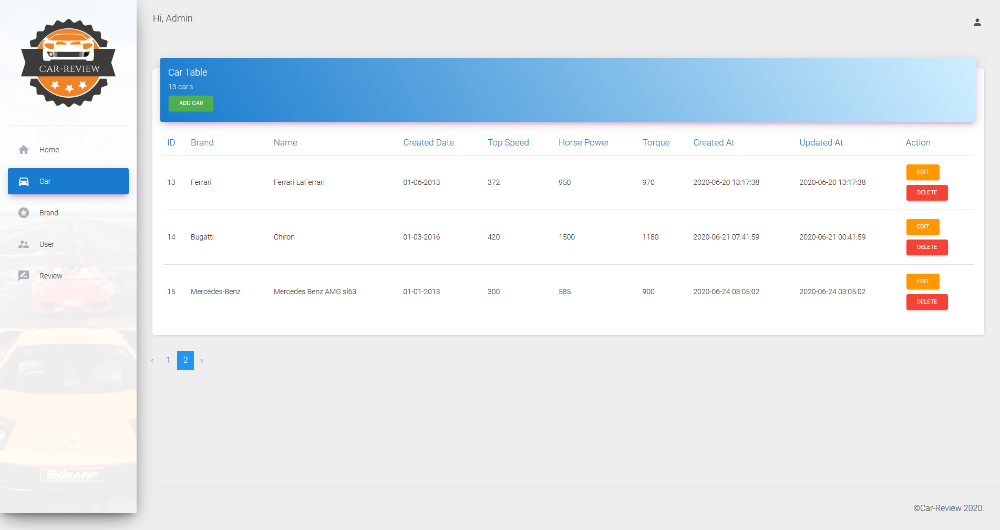 CAR-REVIEW
Home
Car
Brand
User
Review
6GEAR
EXPERIENCE
Hi, Admin
Car Table
13 car's
ADD CAR
ID Brand Name Created Date Top Speed Horse Power Torque Created At Updated At Action
13 Ferrari Ferrari LaFerrari 01-06-2013 372 950 970 2020-06-20 13:17:38 2020-06-20 13:17:38 EDIT
DELETE
14 Bugatti Chiron 01-03-2016 420 1500 1180 2020-06-21 07:41:59 2020-06-21 00:41:59 EDIT
DELETE
15 Mercedes-Benz Mercedes Benz AMG sl63 01-01-2013 300 585 900 2020-06-24 03:05:02 2020-06-24 03:05:02 EDIT
DELETE
‹ 1 2 ›
©Car-Review 2020.